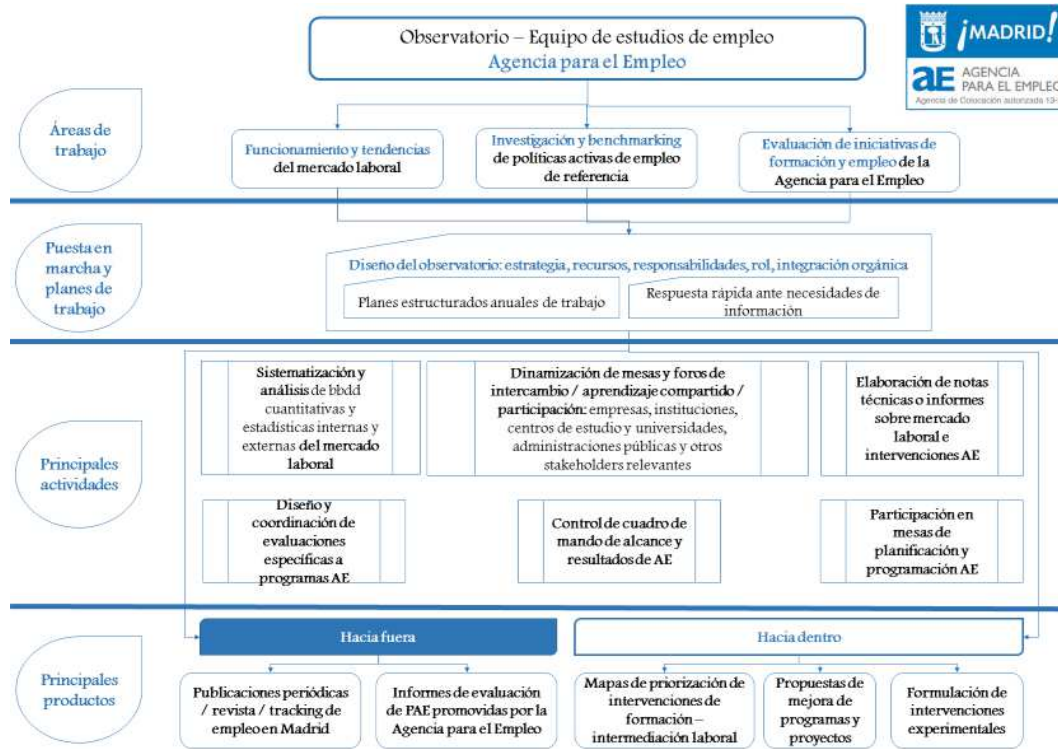 Observatorio – Equipo de estudios de empleo
Agencia para el Empleo
¡MADRID!
aE AGENCIA
PARA EL EMPLEO
Agencia de Colocación autorizada
Áreas de
trabajo
Funcionamiento y tendencias
del mercado laboral
Investigación y benchmarking
de políticas activas de empleo
de referencia
Evaluación de iniciativas de
formación y empleo de la
Agencia para el Empleo
Puesta en
marcha y
planes de
trabajo
Diseño del observatorio: estrategia, recursos, responsabilidades, rol, integración orgánica
Planes estructurados anuales de trabajo
Respuesta rápida ante necesidades de
información
Principales
actividades
Sistematización y
análisis de bbdd
cuantitativas y
estadísticas internas y
externas del mercado
laboral
Dinamización de mesas y foros de
intercambio / aprendizaje compartido /
participación: empresas, instituciones,
centros de estudio y universidades,
administraciones públicas y otros
stakeholders relevantes
Elaboración de notas
técnicas o informes
sobre mercado
laboral e
intervenciones AE
Diseño y
coordinación de
evaluaciones
específicas a
programas AE
Control de cuadro de
mando de alcance y
resultados de AE
Participación en
mesas de
planificación y
programación AE
Principales
productos
Hacia fuera
Hacia dentro
Publicaciones periódicas
/ revista / tracking de
empleo en Madrid
Informes de evaluación
de PAE promovidas por la
Agencia para el Empleo
Mapas de priorización de
intervenciones de
formación –
intermediación laboral
Propuestas de
mejora de
programas y
proyectos
Formulación de
intervenciones
experimentales